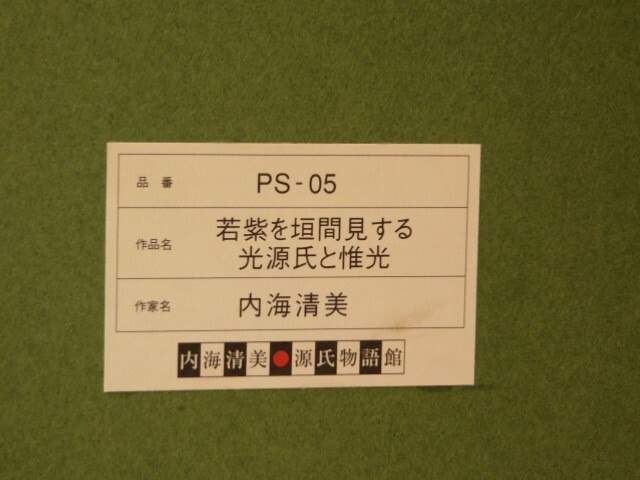 品番 PS-05
作品名 若紫を垣間見する
光源氏と惟光
作家名 内海清美
内海清美●源氏物語館